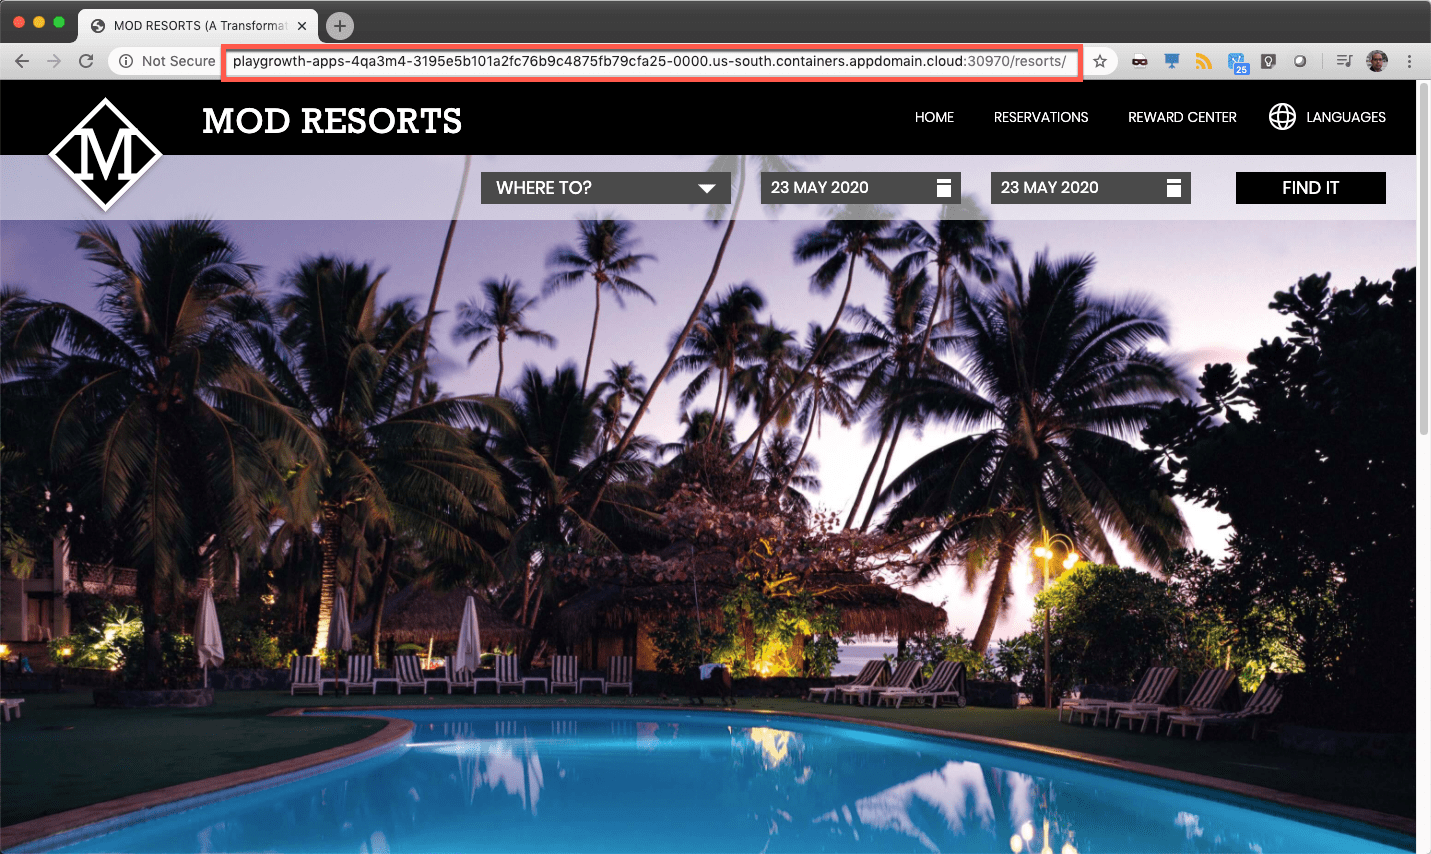 MOD RESORTS (A Transformat
Not Secure
playgrowth-apps-4qa3m4-3195e5b101a2fc76b9c4875fb79cfa25-0000.us-south.containers.appdomain.cloud:30970/resorts/
25
M
MOD RESORTS
HOME
RESERVATIONS
REWARD CENTER
LANGUAGES
WHERE TO?
23 MAY 2020
23 MAY 2020
FIND IT